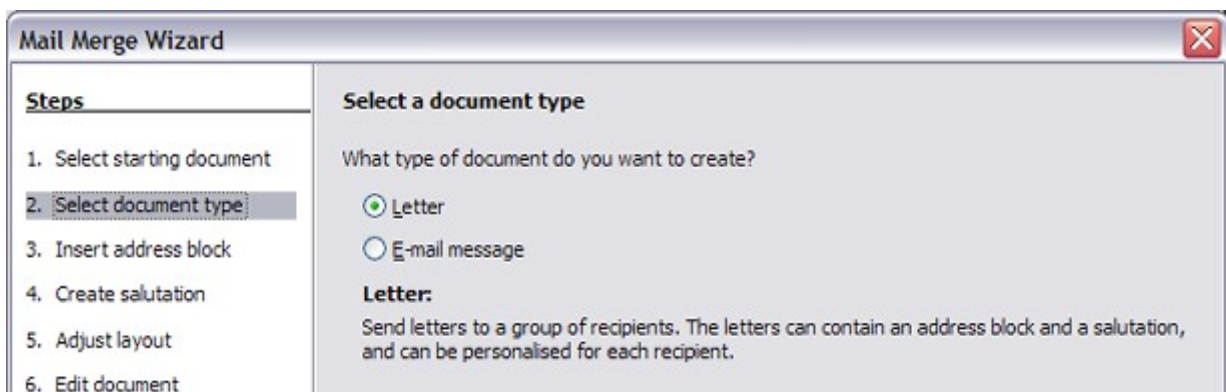 Mail Merge Wizard
Steps
1. Select starting document
2. Select document type
3. Insert address block
4. Create salutation
5. Adjust layout
6. Edit document
Select a document type
What type of document do you want to create?
Letter
E-mail message
Letter:
Send letters to a group of recipients. The letters can contain an address block and a salutation,
and can be personalised for each recipient.